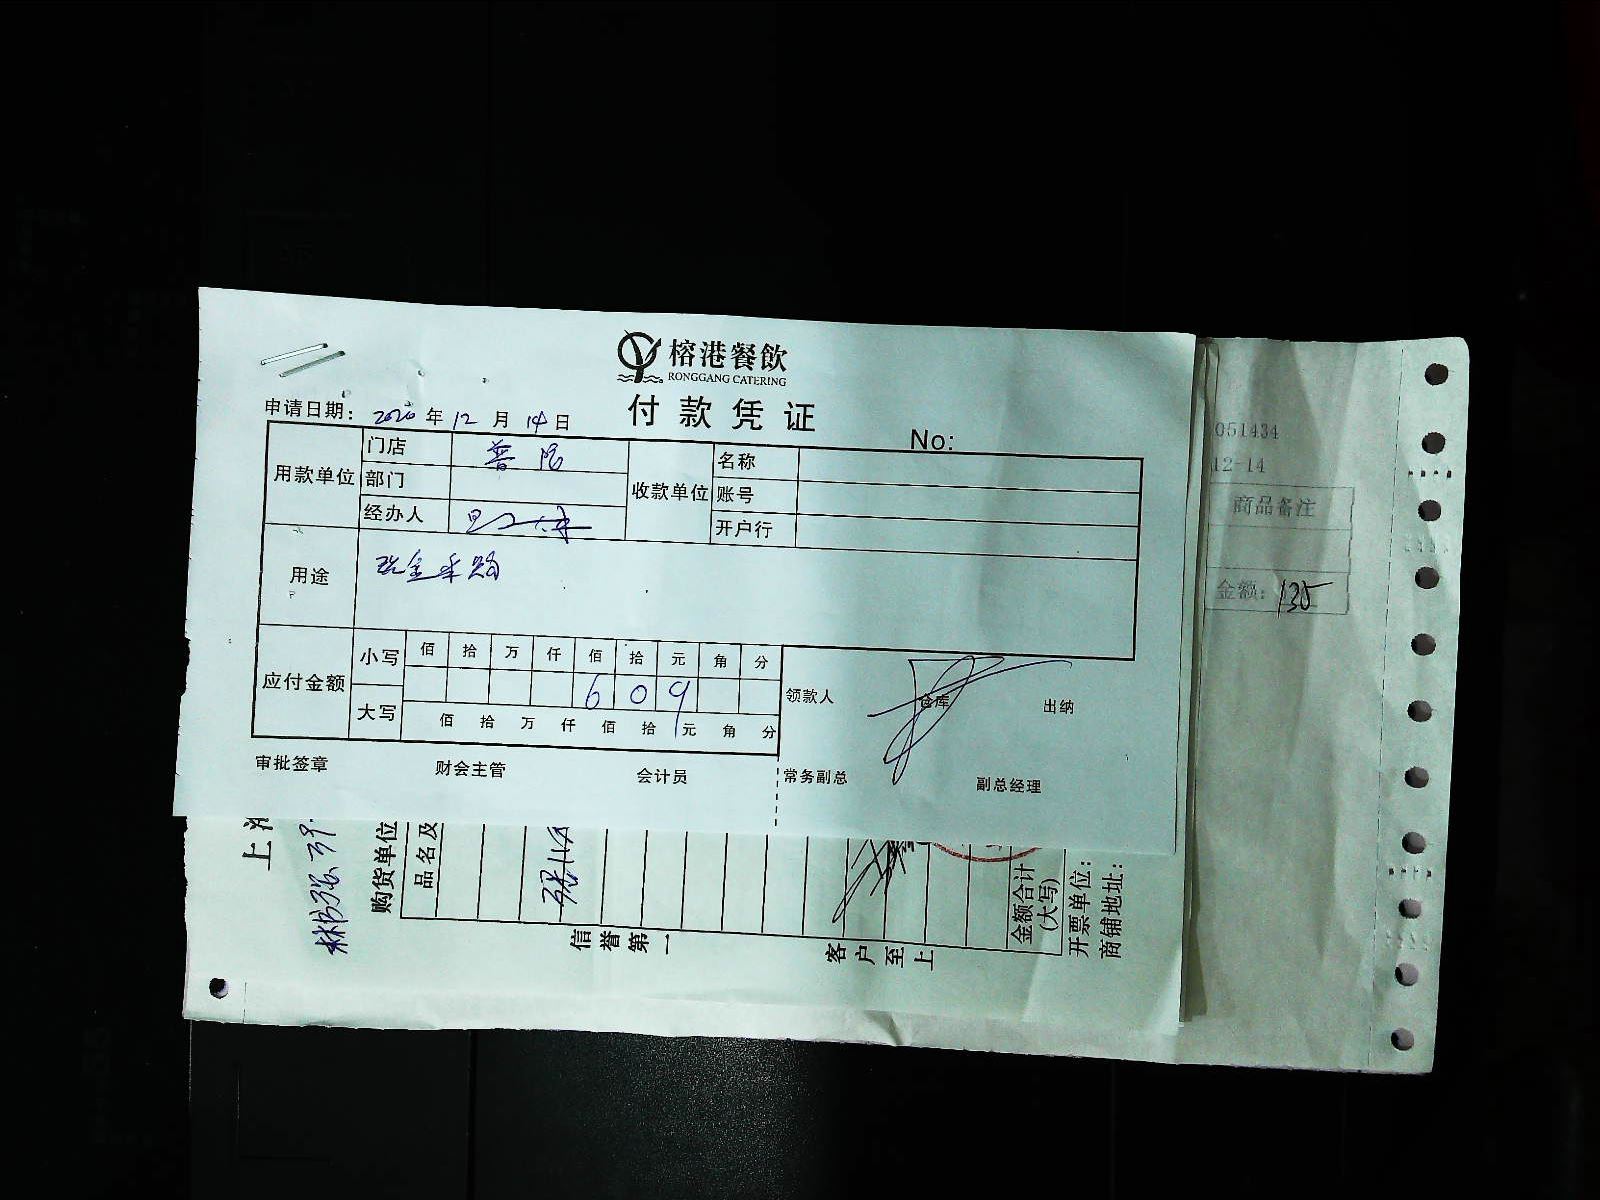 榕港餐飲
RONGGANG CATERING
付款凭证
申请日期： 2020 年 12 月 14 日
No:
用款单位 门店 普陀 收款单位 名称
部门 账号
经办人 开户行
用途 现金采购
应付金额 小写 佰 拾 万 仟 佰 拾 元 角 分
6 0 9
大写 佰 拾 万 仟 佰 拾 元 角 分
领款人 仓库 出纳
审批签章 财会主管 会计员 常务副总 副总经理
051434
12-14
商品备注
金额: 135
上
购货单位
品名及
信誉第一
客户至上
金额合计
(大写)
开票单位:
商铺地址: